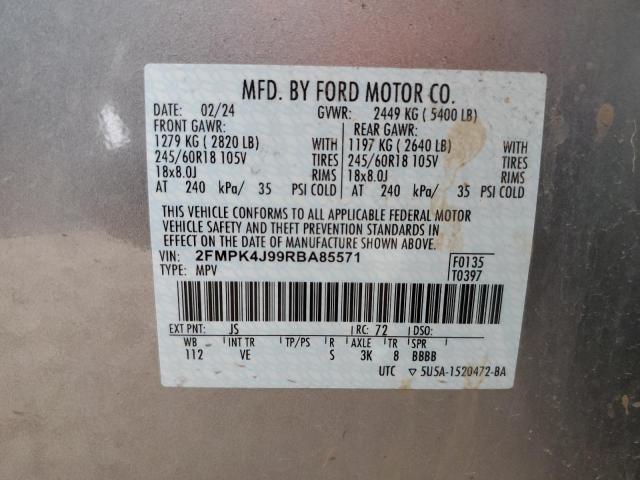 MFD. BY FORD MOTOR CO.
DATE: 02/24 GVWR: 2449 KG ( 5400 LB)
FRONT GAWR: REAR GAWR:
1279 KG ( 2820 LB) WITH 1197 KG ( 2640 LB) WITH
245/60R18 105V TIRES 245/60R18 105V TIRES
18x8.0J RIMS 18x8.0J RIMS
AT 240 kPa/ 35 PSI COLD AT 240 kPa/ 35 PSI COLD
THIS VEHICLE CONFORMS TO ALL APPLICABLE FEDERAL MOTOR
VEHICLE SAFETY AND THEFT PREVENTION STANDARDS IN
EFFECT ON THE DATE OF MANUFACTURE SHOWN ABOVE.
VIN: 2FMPK4J99RBA85571 F0135
TYPE: MPV T0397
EXT PNT: JS RC: 72 DSO:
WB INT TR TP/PS R AXLE TR SPR
112 VE S 3K 8 BBBB
UTC ▽ 5U5A-1520472-BA